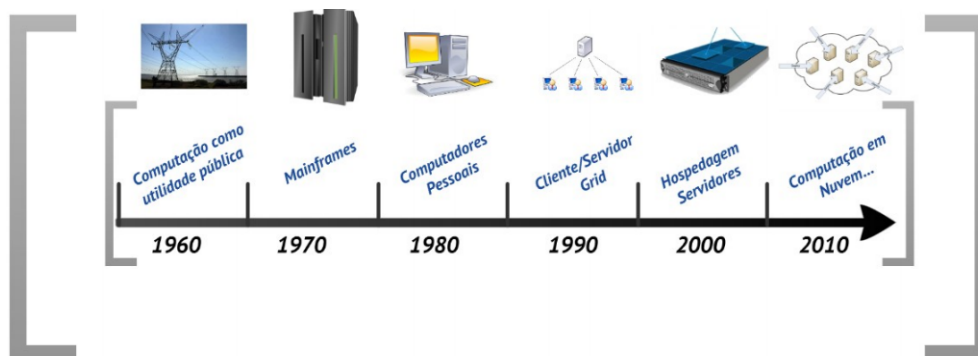 Computação como
utilidade pública
Mainframes
Computadores
Pessoais
Cliente/Servidor
Grid
Hospedagem
Servidores
Computação em
Nuvem...
1960
1970
1980
1990
2000
2010